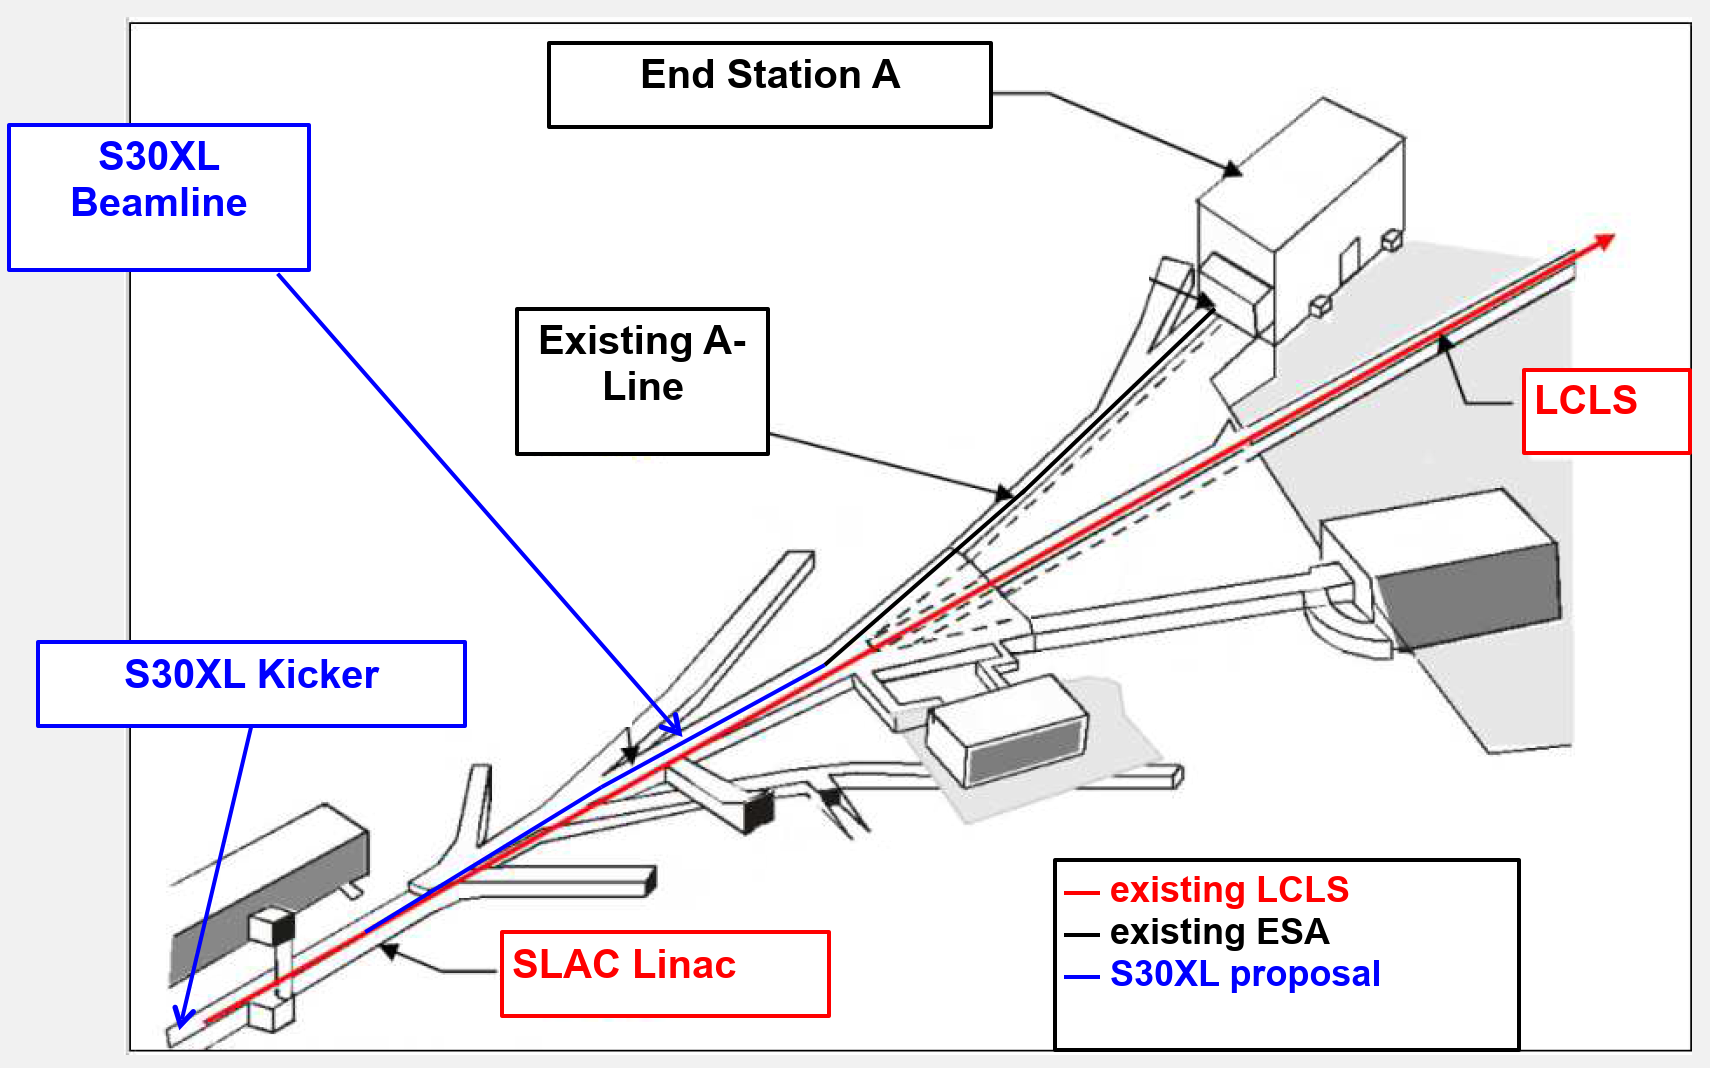 End Station A
S30XL
Beamline
Existing A-
Line
LCLS
S30XL Kicker
SLAC Linac
— existing LCLS
— existing ESA
— S30XL proposal